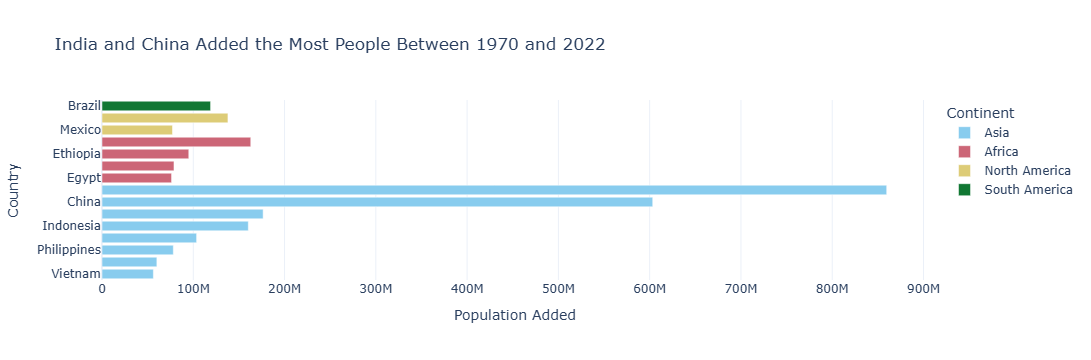 India and China Added the Most People Between 1970 and 2022
Country
Brazil
Mexico
Ethiopia
Egypt
China
Indonesia
Philippines
Vietnam
0 100M 200M 300M 400M 500M 600M 700M 800M 900M
Population Added
Continent
Asia
Africa
North America
South America